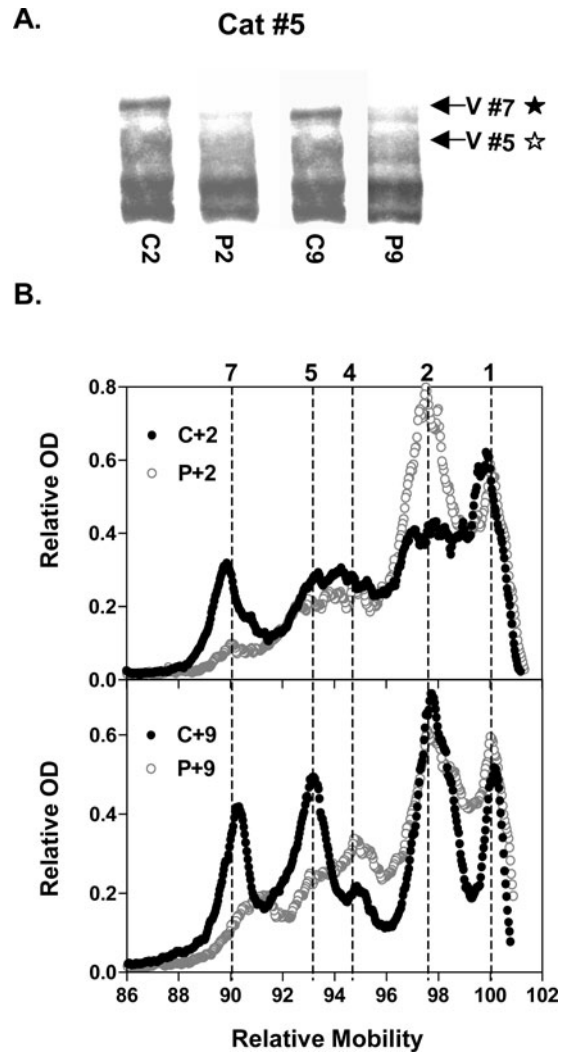 A.
Cat #5
V #7 ★
V #5 ☆
C2 P2 C9 P9
B.
7 5 4 2 1
0.8
C+2
P+2
0.6
Relative OD
0.4
0.2
0.0
C+9
P+9
0.6
Relative OD
0.4
0.2
0.0
86 88 90 92 94 96 98 100 102
Relative Mobility